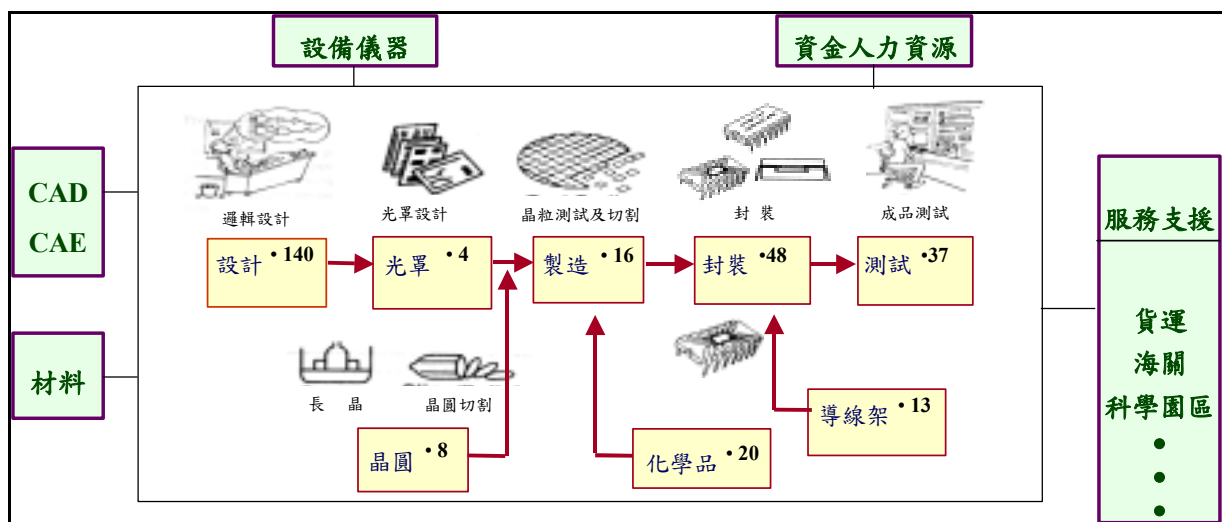 設備儀器
資金人力資源
CAD
CAE
材料
邏輯設計
光罩設計
晶粒測試及切割
封 裝
成品測試
設計 •140
光罩 •4
製造 •16
封裝 •48
測試 •37
長 晶
晶圓切割
晶圓 •8
化學品 •20
導線架 •13
服務支援
貨運
海關
科學園區
•
•
•